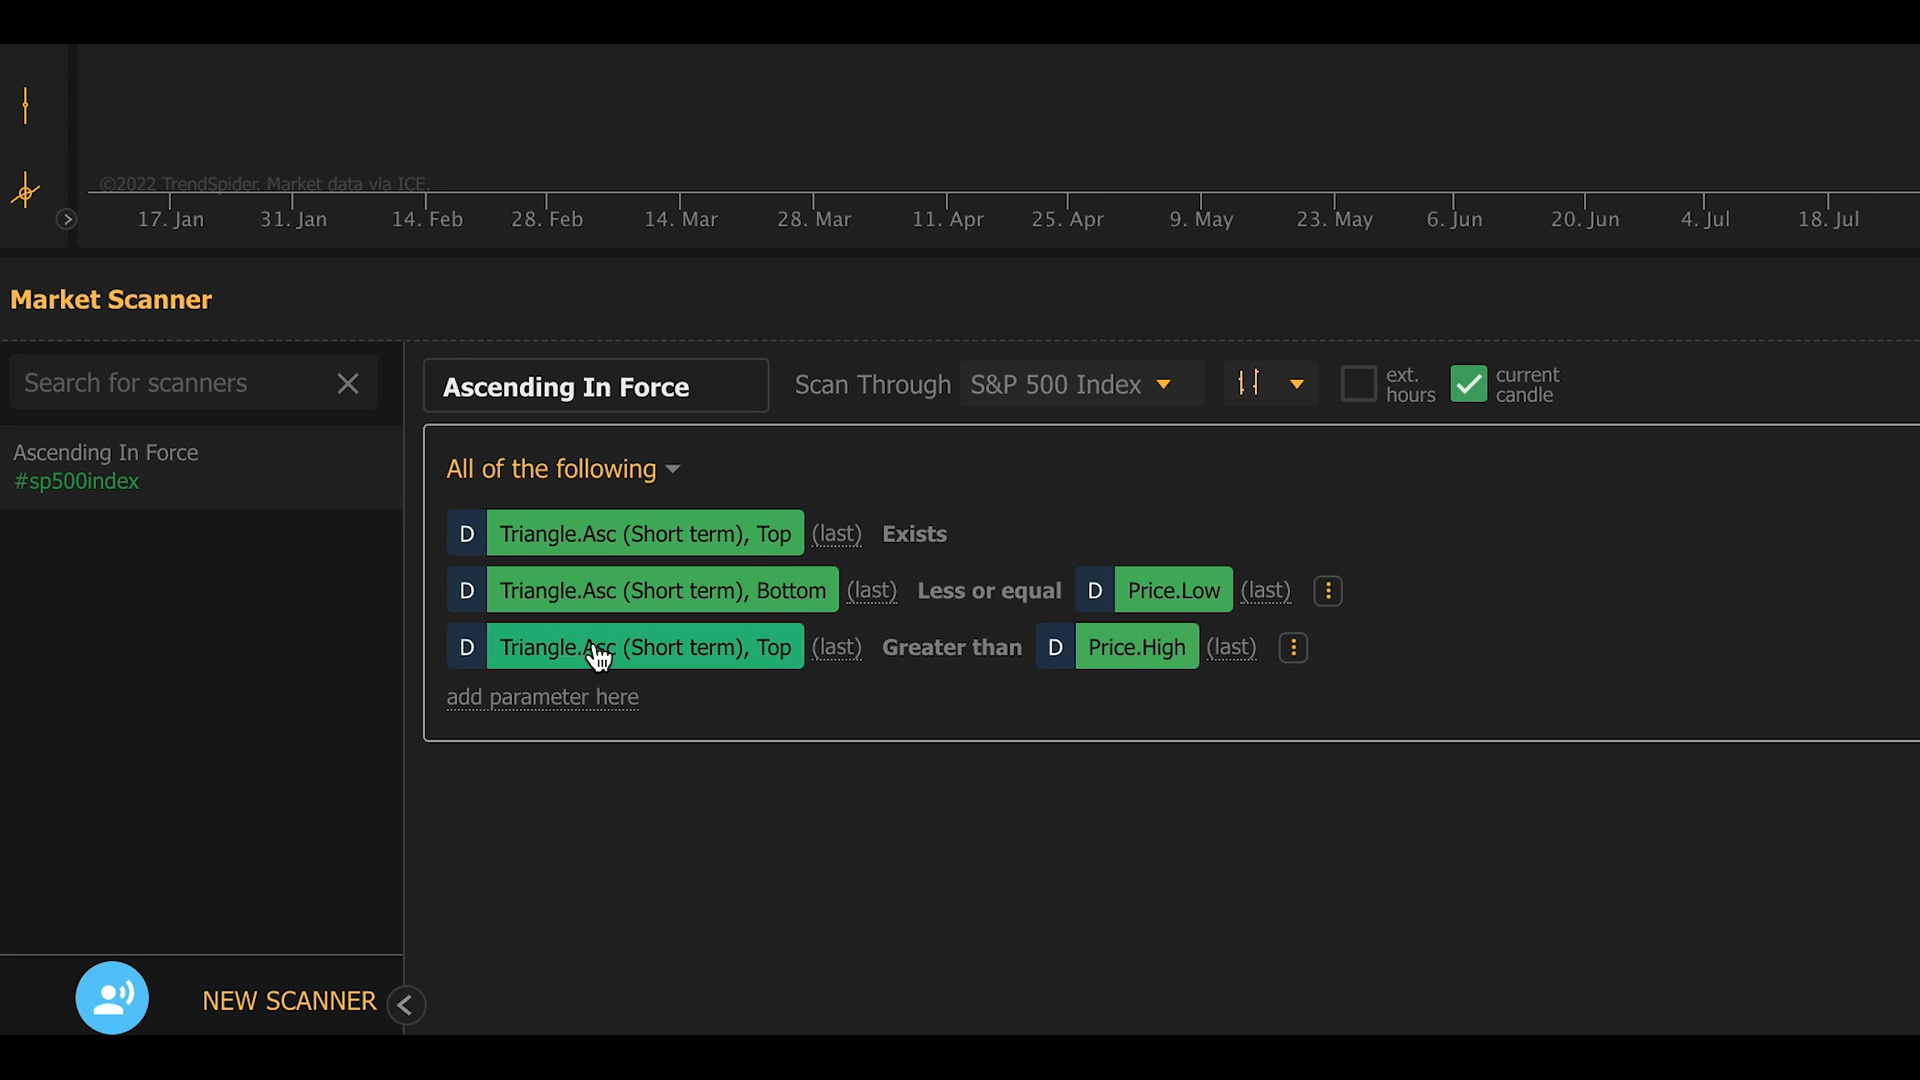 ©2022 TrendSpider. Market data via ICE.
17. Jan 31. Jan 14. Feb 28. Feb 14. Mar 28. Mar 11. Apr 25. Apr 9. May 23. May 6. Jun 20. Jun 4. Jul 18. Jul
Market Scanner
Search for scanners
Ascending In Force
#sp500index
NEW SCANNER
Ascending In Force Scan Through S&P 500 Index ext. hours current candle
All of the following
D Triangle.Asc (Short term), Top (last) Exists
D Triangle.Asc (Short term), Bottom (last) Less or equal D Price.Low (last)
D Triangle.Asc (Short term), Top (last) Greater than D Price.High (last)
add parameter here